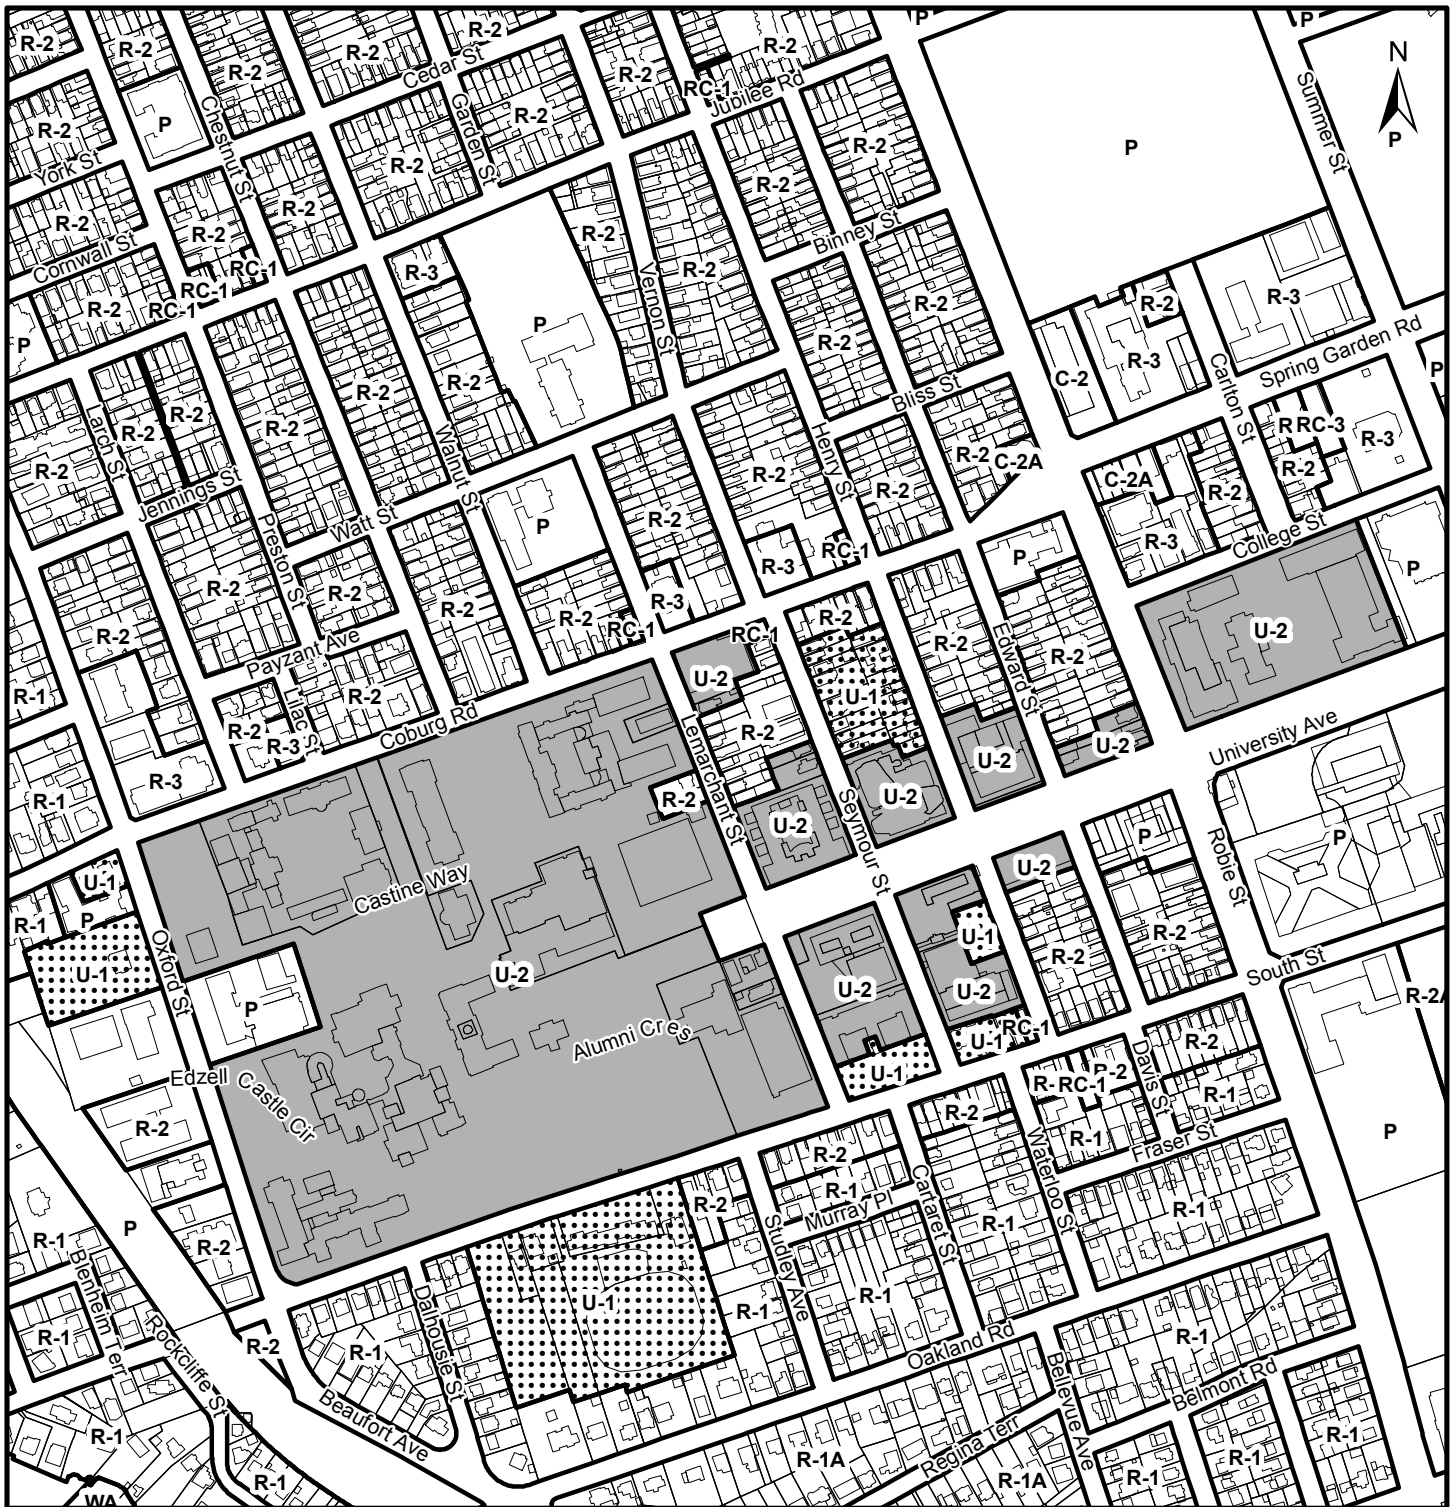 R-2
R-2
R-2
R-2
R-2
Cedar St
R-2
R-2
R-2
RC-1
Jubilee Rd
P
P
N
P
Summer St
R-2
York St
P
Chestnut St
Garden St
R-2
R-2
R-2
R-2
P
R-2
Cornwall St
R-2
R-2
RC-1
RC-1
RC-1
R-2
P
R-3
R-2
Vernon St
R-2
Binney St
R-2
R-2
P
R-2
R-2
R-2
R-2
R-2
Larch St
R-2
Jennings St
Preston St
Walnut St
Watt St
R-2
Henry St
Bliss St
R-2
R-2
C-2A
C-2
R-3
R-2
R-3
Spring Garden Rd
Carlton St
P
R
RC-3
R-3
R-2
C-2A
R-2
R-3
College St
P
P
R-2
R-2
R-3
RC-1
P
R-2
R-2
R-2
R-2
R-2
RC-1
R-3
Payzant Ave
R-1
R-2
R-2
R-3
Lilac St
Coburg Rd
R-3
R-1
RC-1
U-2
R-2
Lemarchant St
R-2
R-2
U-1
R-2
Edward St
R-2
U-2
U-2
U-2
University Ave
U-2
U-2
Seymour St
Castine Way
U-1
R-1
P
U-1
Oxford St
P
U-2
Alumni Cres
U-2
U-1
U-2
U-1
RC-1
U-1
U-2
R-2
P
R-2
Robie St
P
South St
R-2A
P
Edzell
Castle Cir
R-2
R-2
R-1
P
Blenheim Terr
R-1
Rockcliffe St
R-2
R-1
Beaufort Ave
Dalhouse St
U-1
R-2
R-1
Studley Ave
R-2
R-1
Murray Pl
R-1
Cartaret St
R-2
R-
RC-1
R-2
R-1
Davis St
R-2
R-1
Fraser St
R-1
Waterloo St
R-1
Oakland Rd
R-1
Belmont Rd
Bellevue Ave
Regina Terr
R-1A
R-1A
R-1
R-1
R-1
R-1
R-1
WA